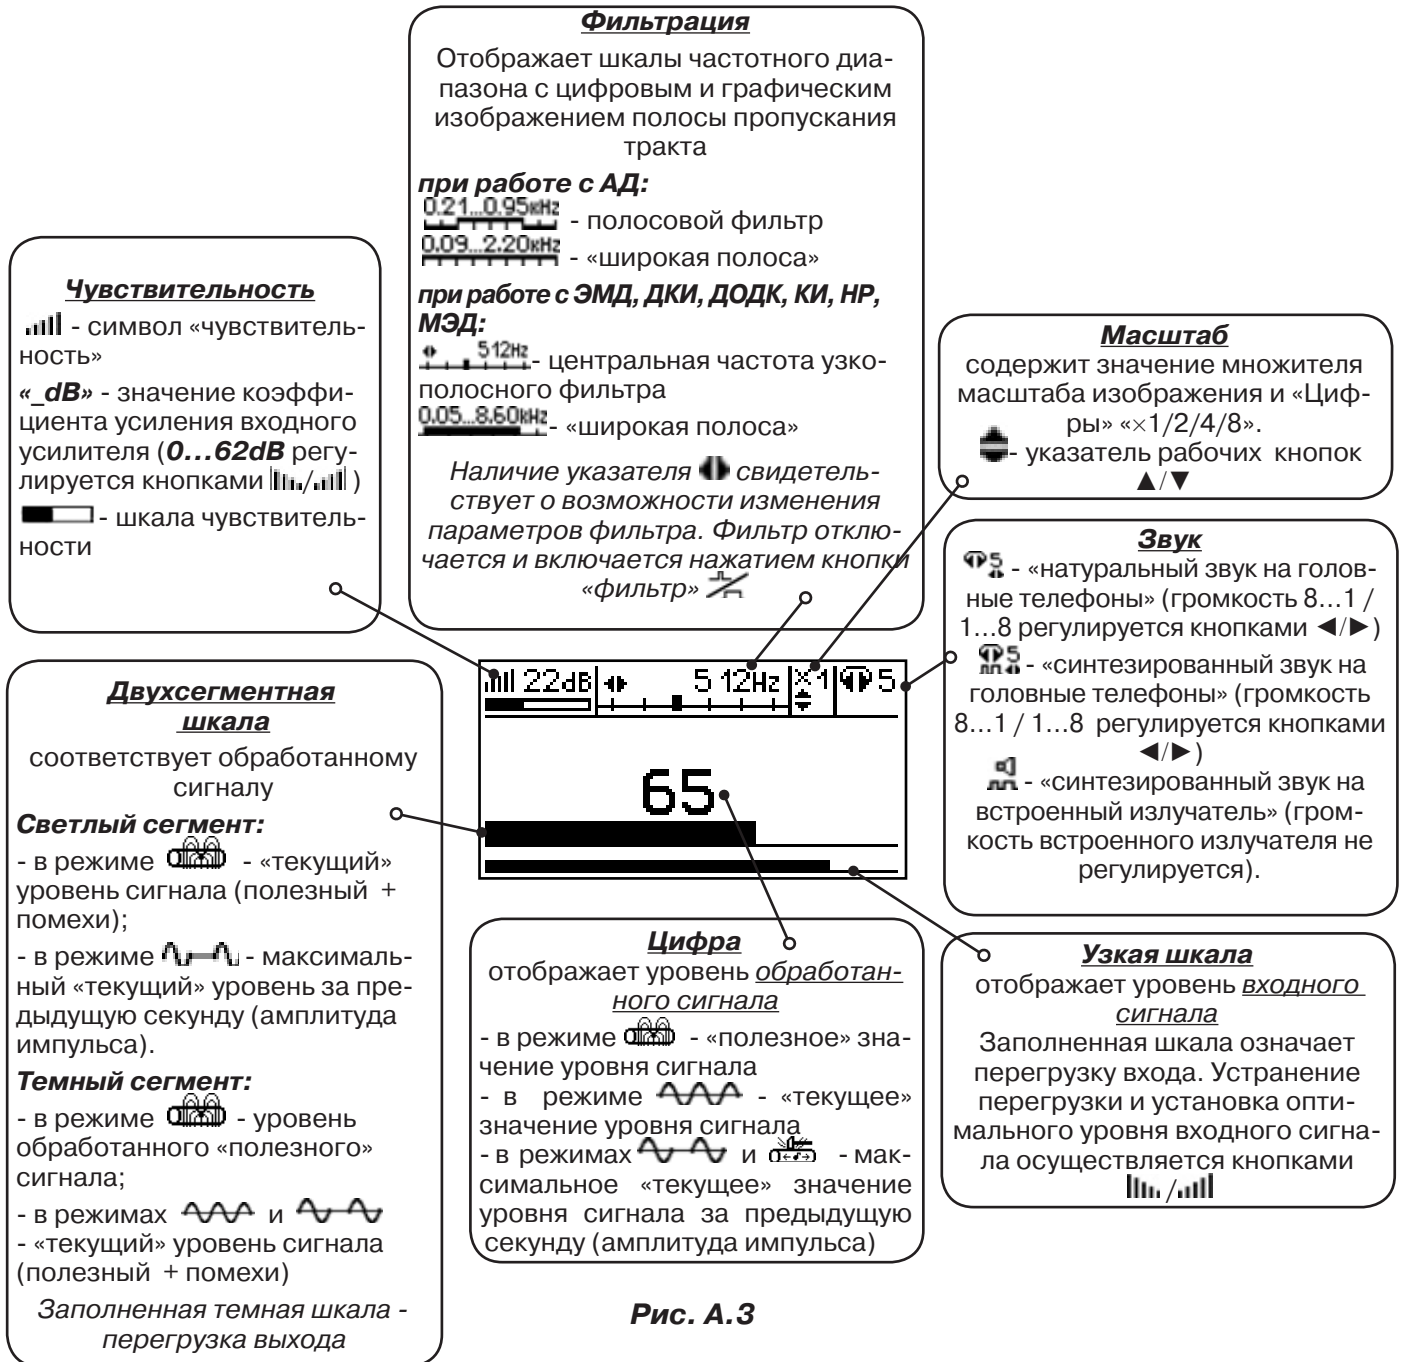 Фильтрация
Отображает шкалы частотного диа-
пазона с цифровым и графическим
изображением полосы пропускания
тракта
при работе с АД:
0.21...0.95кHz - полосовой фильтр
0.09...2.20кHz - «широкая полоса»
при работе с ЭМД, ДКИ, ДОДК, КИ, НР,
МЭД:
512Hz - центральная частота узко-
полосного фильтра
0.05...8.60кHz - «широкая полоса»
Наличие указателя ◀▶ свидетель-
ствует о возможности изменения
параметров фильтра. Фильтр отклю-
чается и включается нажатием кнопки
«фильтр»
Чувствительность
- символ «чувствитель-
ность»
«_dB» - значение коэффи-
циента усиления входного
усилителя (0...62dB регу-
лируется кнопками / )
- шкала чувствитель-
ности
Масштаб
содержит значение множителя
масштаба изображения и «Циф-
ры» «×1/2/4/8».
- указатель рабочих кнопок
▲/▼
Звук
5 - «натуральный звук на голов-
ные телефоны» (громкость 8...1 /
1...8 регулируется кнопками ◀/▶)
5 - «синтезированный звук на
головные телефоны» (громкость
8...1 / 1...8 регулируется кнопками
◀/▶)
- «синтезированный звук на
встроенный излучатель» (гром-
кость встроенного излучателя не
регулируется).
22dB 512Hz ×1 5
65
Двухсегментная
шкала
соответствует обработанному
сигналу
Светлый сегмент:
- в режиме - «текущий»
уровень сигнала (полезный +
помехи);
- в режиме - максималь-
ный «текущий» уровень за пре-
дыдущую секунду (амплитуда
импульса).
Темный сегмент:
- в режиме - уровень
обработанного «полезного»
сигнала;
- в режимах и
- «текущий» уровень сигнала
(полезный + помехи)
Заполненная темная шкала -
перегрузка выхода
Цифра
отображает уровень обработан-
ного сигнала
- в режиме - «полезное» зна-
чение уровня сигнала
- в режиме - «текущее»
значение уровня сигнала
- в режимах и - мак-
симальное «текущее» значение
уровня сигнала за предыдущую
секунду (амплитуда импульса)
Узкая шкала
отображает уровень входного
сигнала
Заполненная шкала означает
перегрузку входа. Устранение
перегрузки и установка опти-
мального уровня входного сигна-
ла осуществляется кнопками
/
Рис. А.3